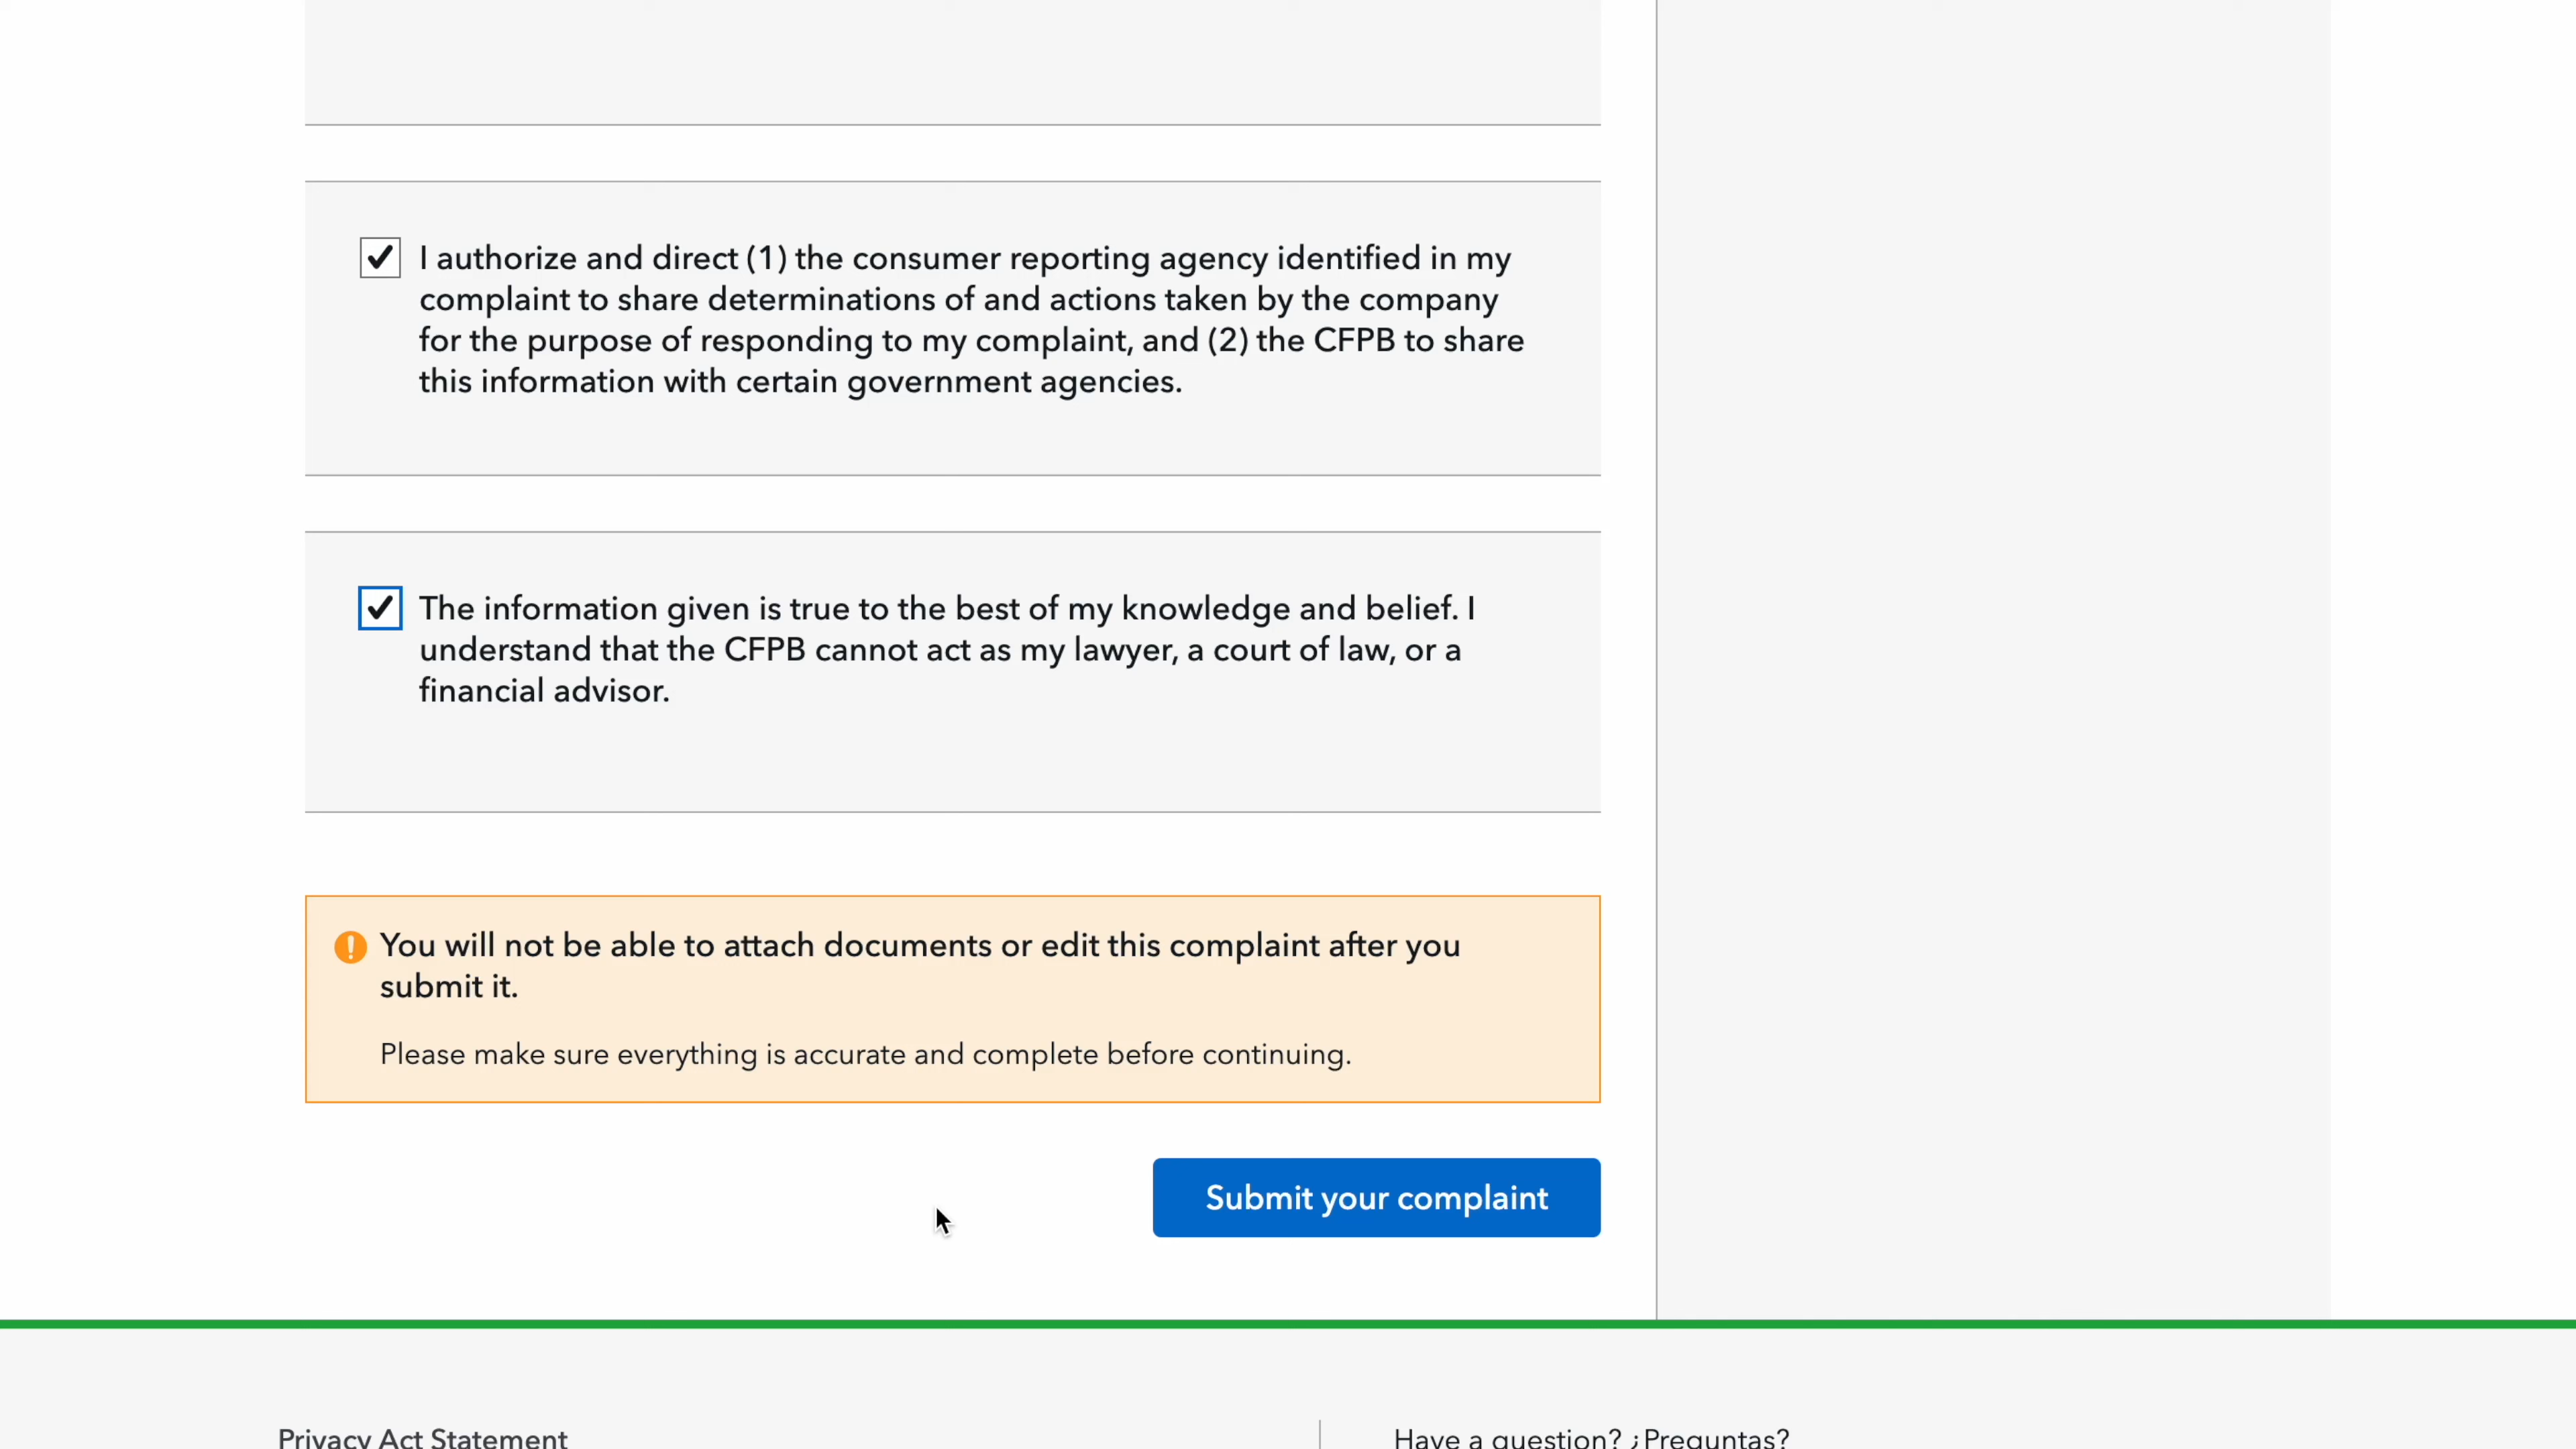 I authorize and direct (1) the consumer reporting agency identified in my
complaint to share determinations of and actions taken by the company
for the purpose of responding to my complaint, and (2) the CFPB to share
this information with certain government agencies.
The information given is true to the best of my knowledge and belief. I
understand that the CFPB cannot act as my lawyer, a court of law, or a
financial advisor.
You will not be able to attach documents or edit this complaint after you
submit it.
Please make sure everything is accurate and complete before continuing.
Submit your complaint
Privacy Act Statement
Have a question? ¿Preguntas?